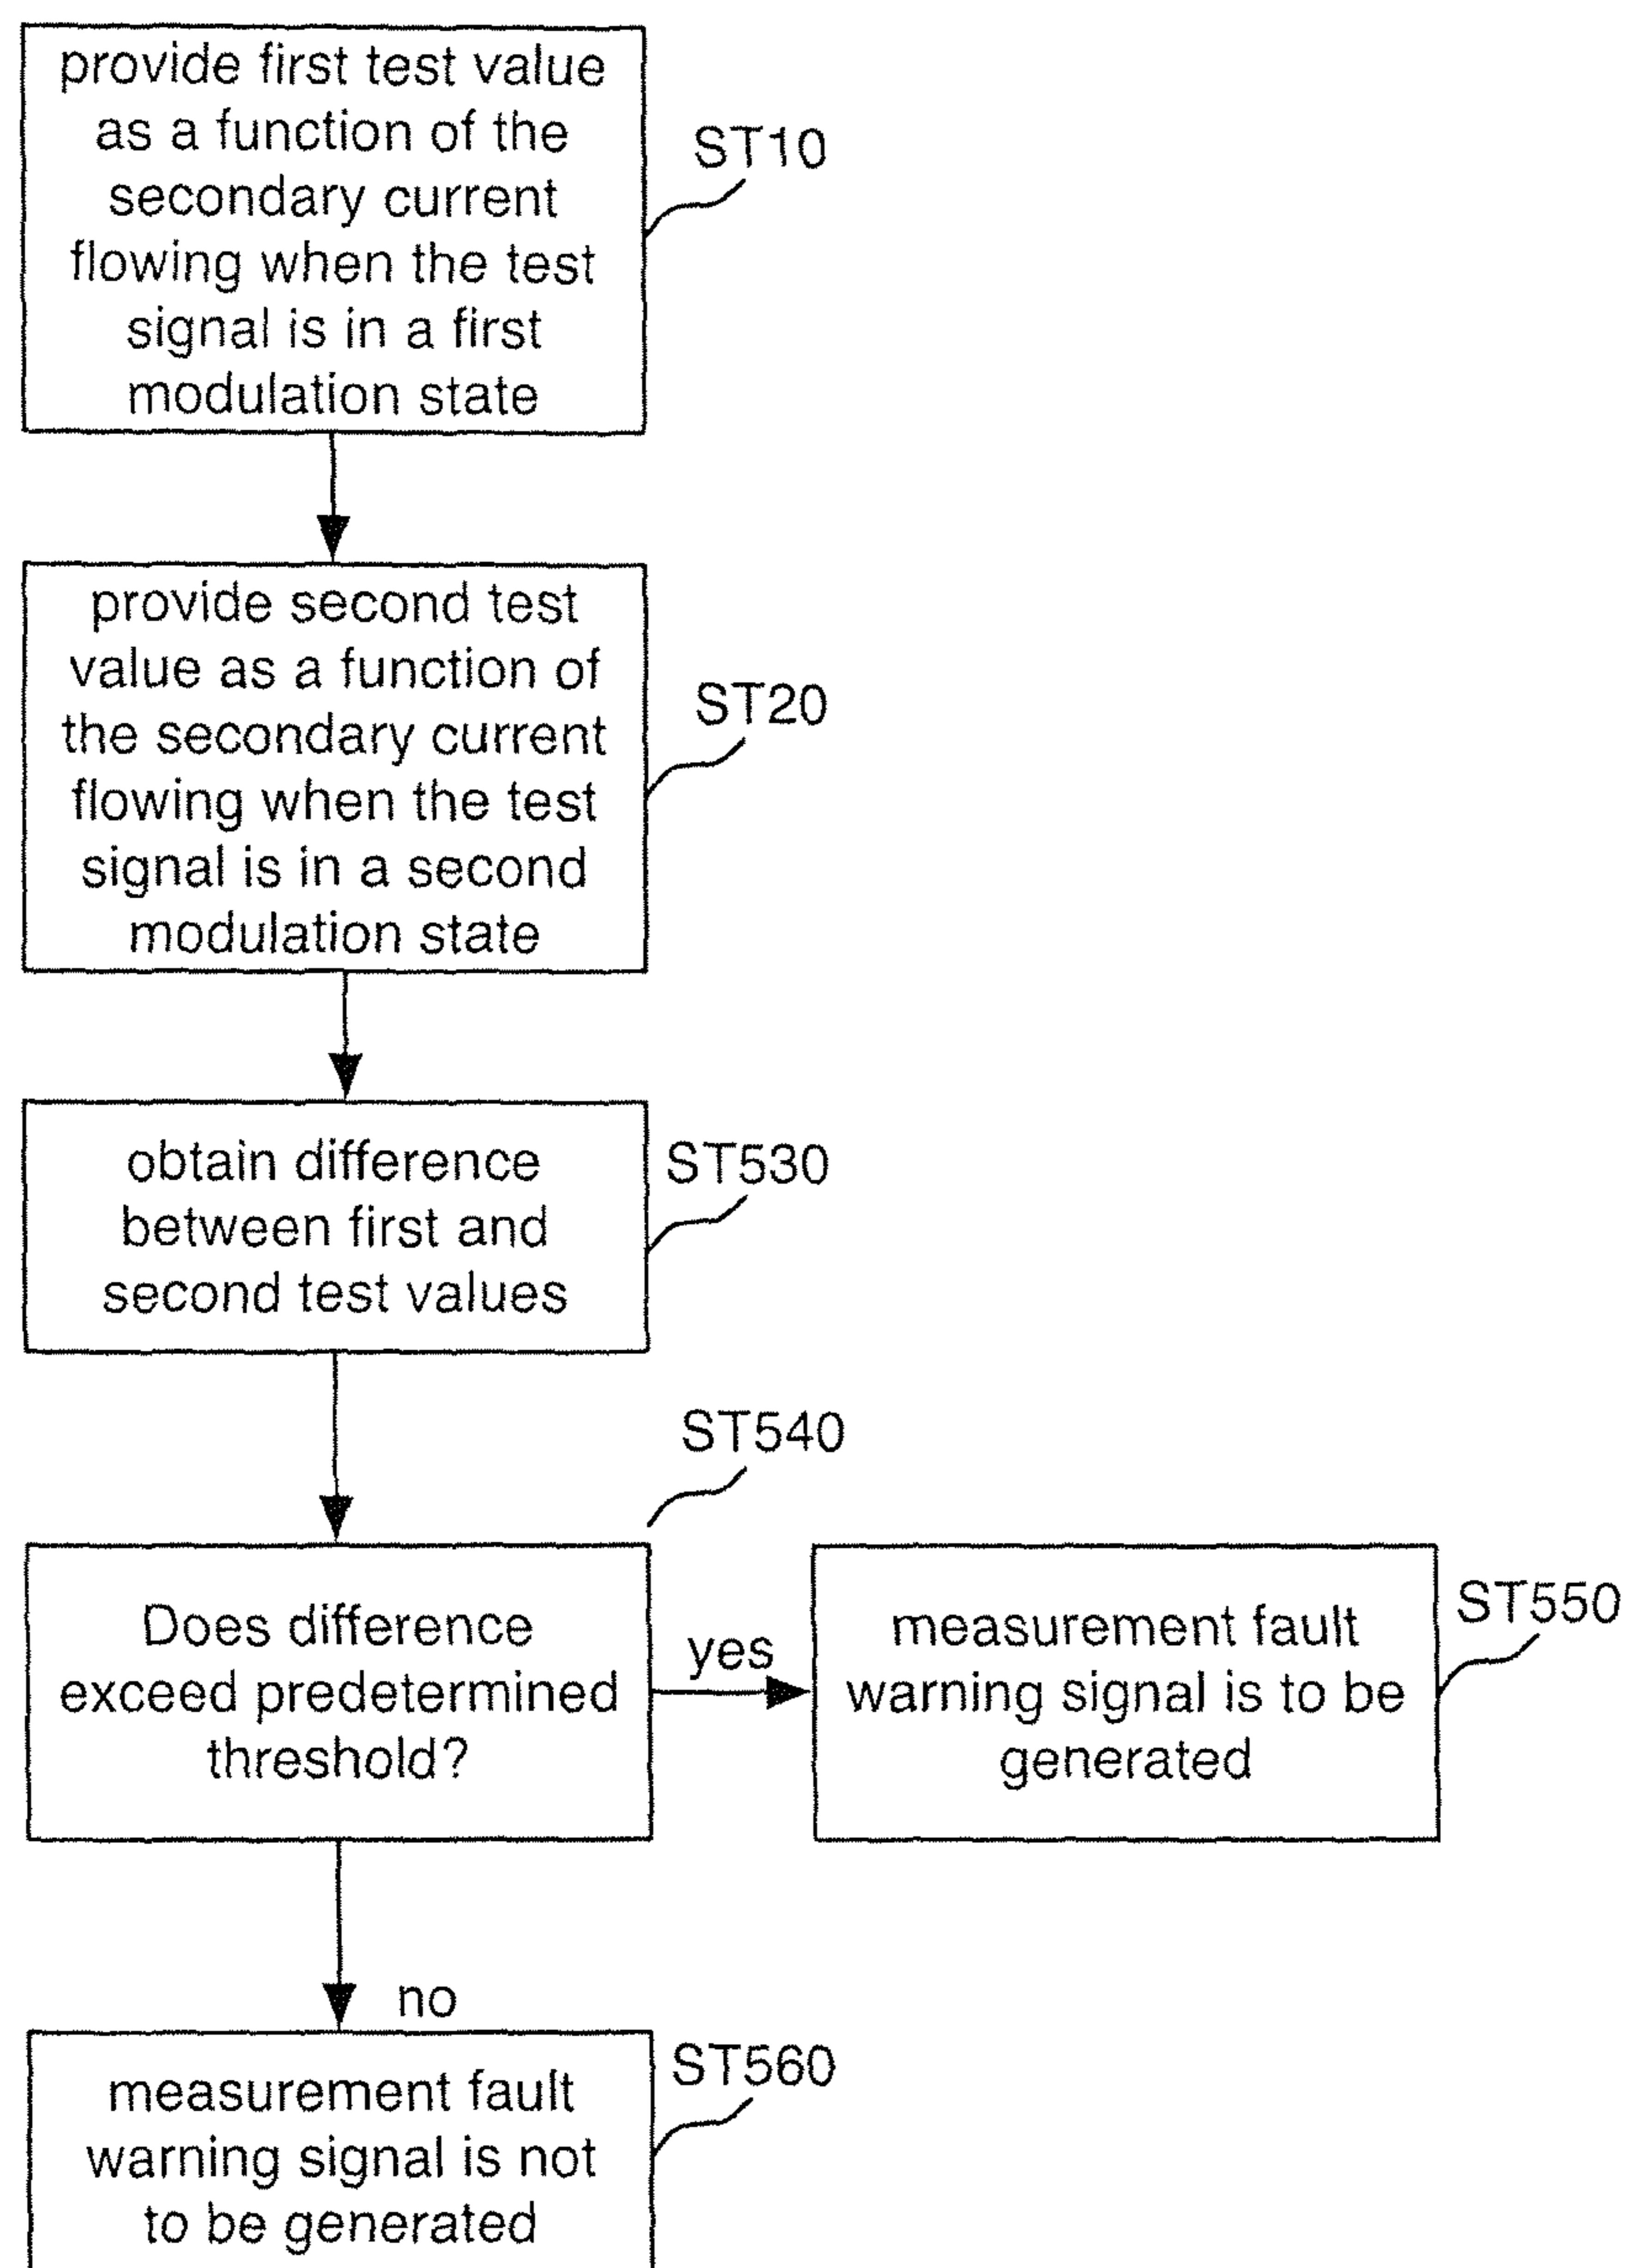 provide first test value
as a function of the
secondary current
flowing when the test
signal is in a first
modulation state
ST10
provide second test
value as a function of
the secondary current
flowing when the test
signal is in a second
modulation state
ST20
obtain difference
between first and
second test values
ST530
ST540
Does difference
exceed predetermined
threshold?
yes
measurement fault
warning signal is to be
generated
ST550
no
measurement fault
warning signal is not
to be generated
ST560